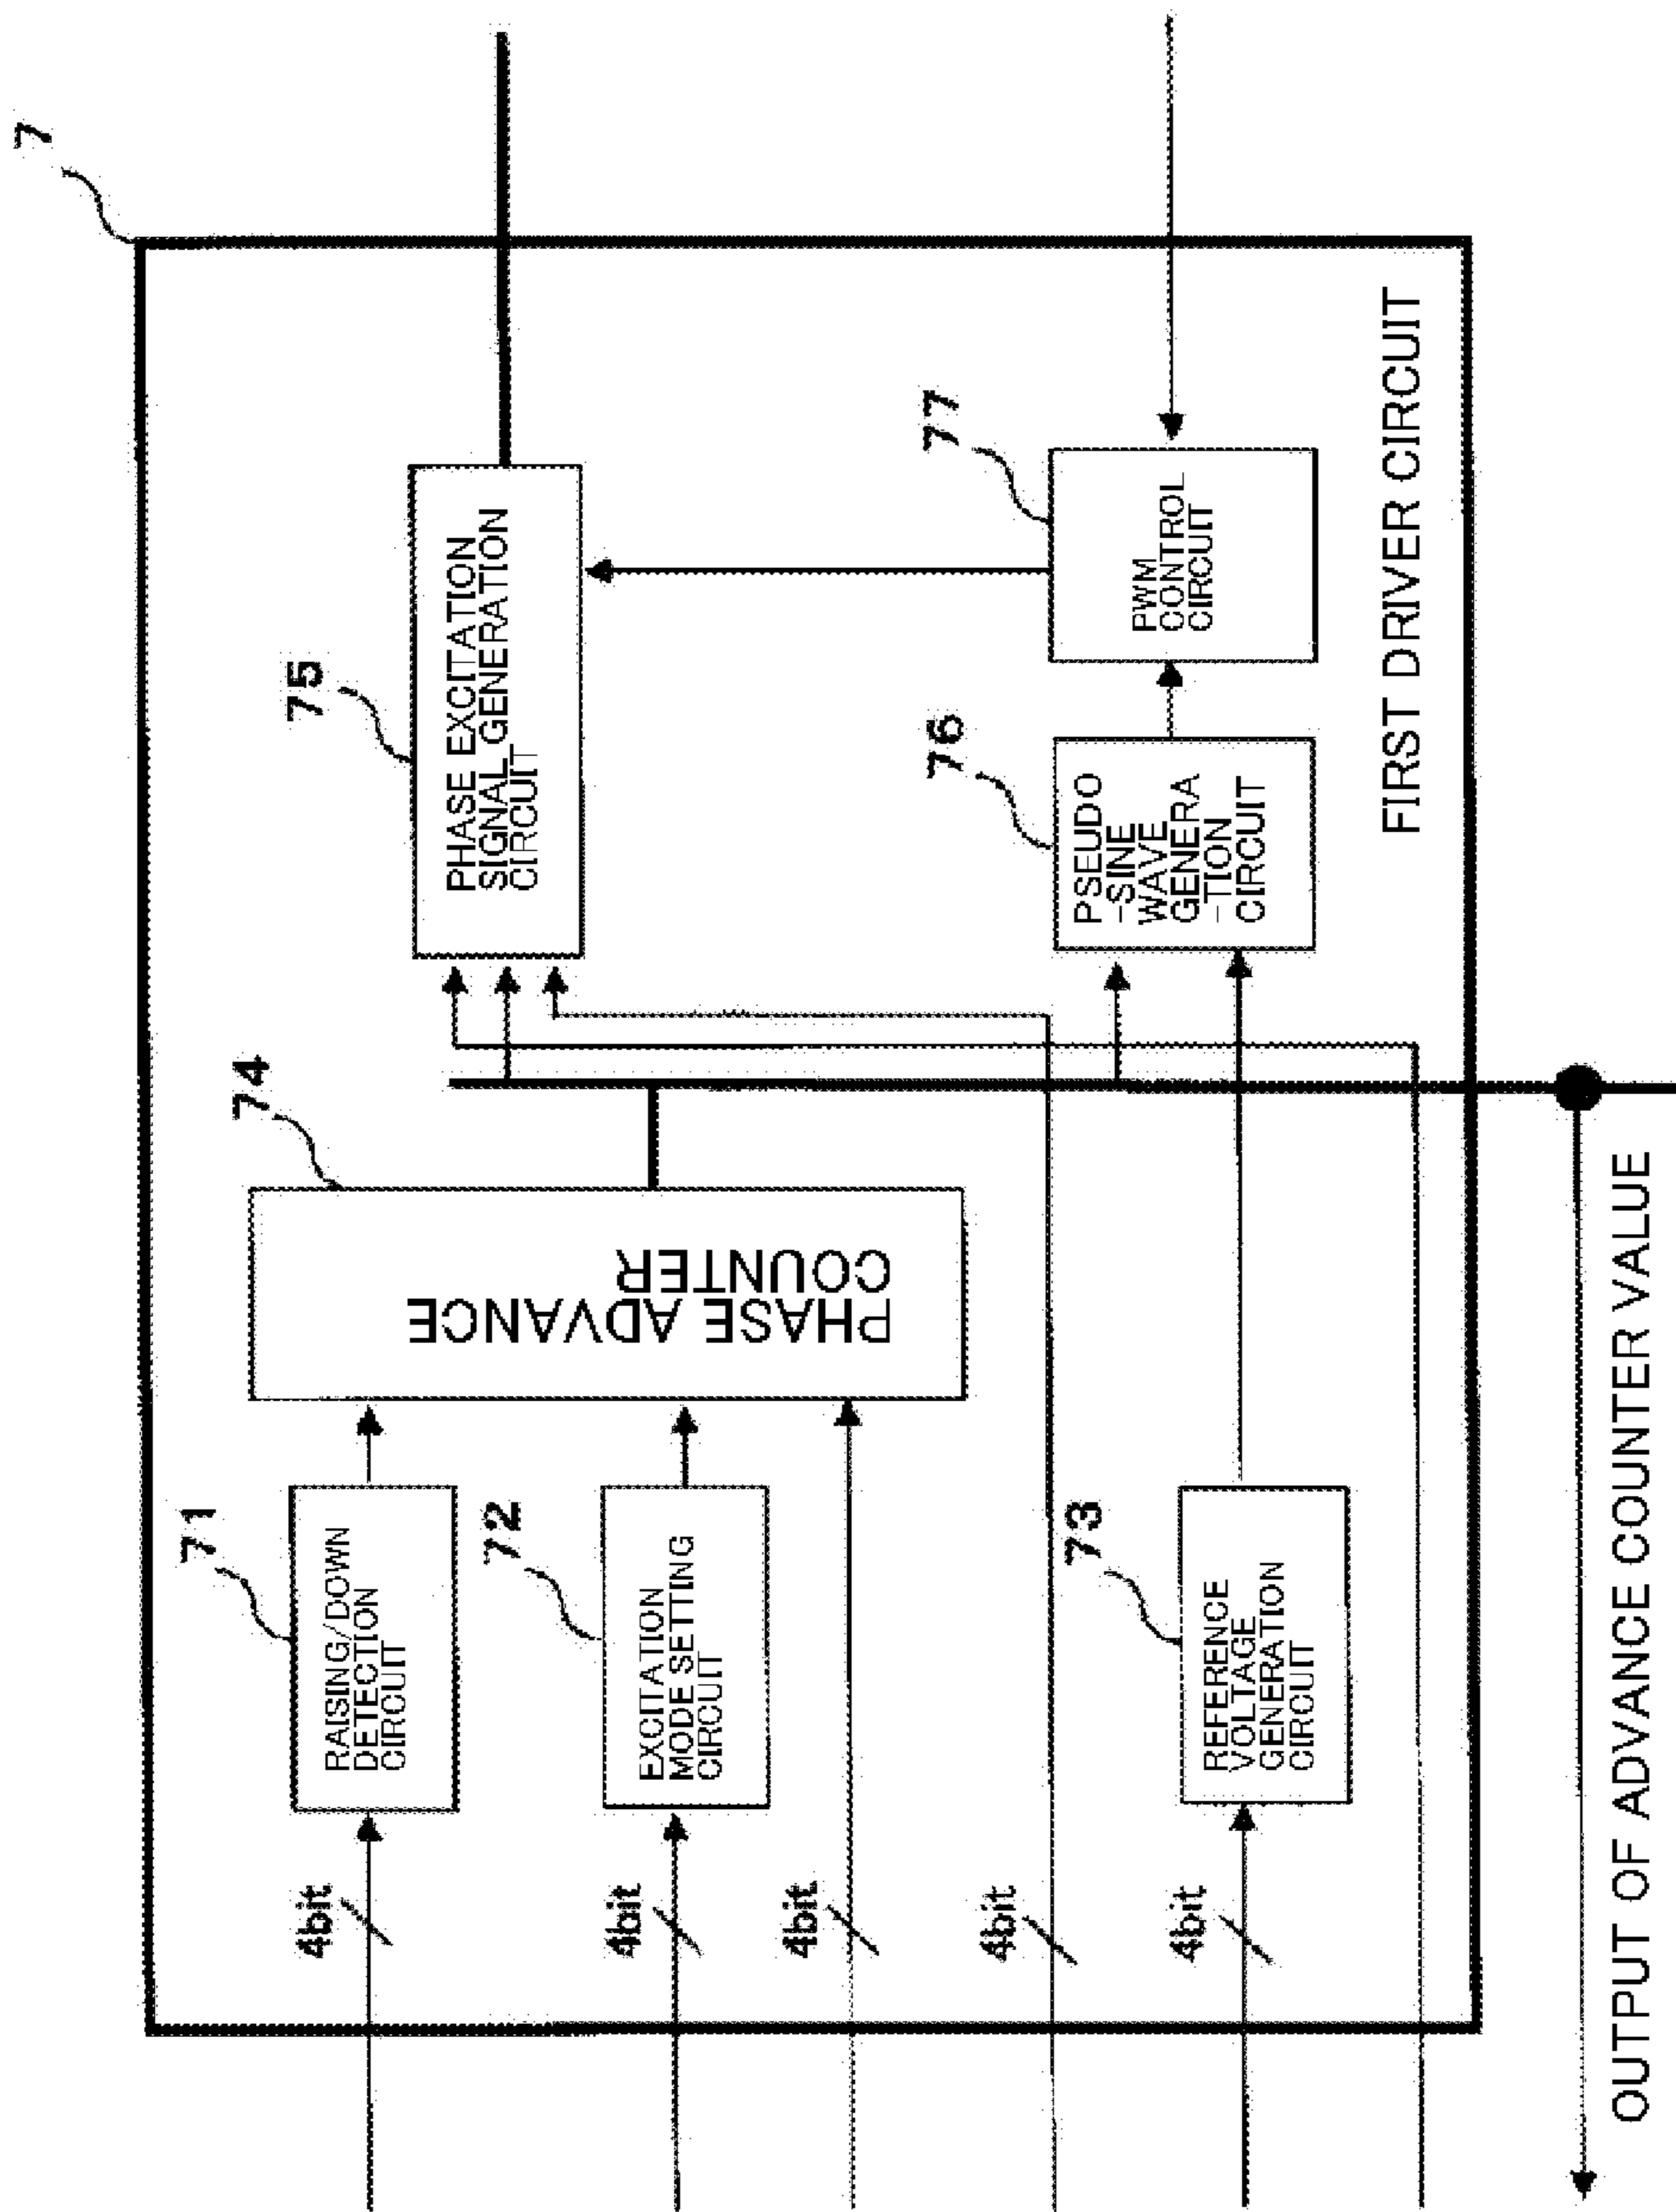 7
71
RAISING/DOWN
DETECTION
CIRCUIT
72
EXCITATION
MODE SETTING
CIRCUIT
73
REFERENCE
VOLTAGE
GENERATION
CIRCUIT
74
PHASE ADVANCE
COUNTER
75
PHASE EXCITATION
SIGNAL GENERATION
CIRCUIT
76
PSEUDO
-SINE
WAVE
GENERA
-TION
CIRCUIT
77
PWM
CONTROL
CIRCUIT
4bit
4bit
4bit
4bit
4bit
FIRST DRIVER CIRCUIT
OUTPUT OF ADVANCE COUNTER VALUE